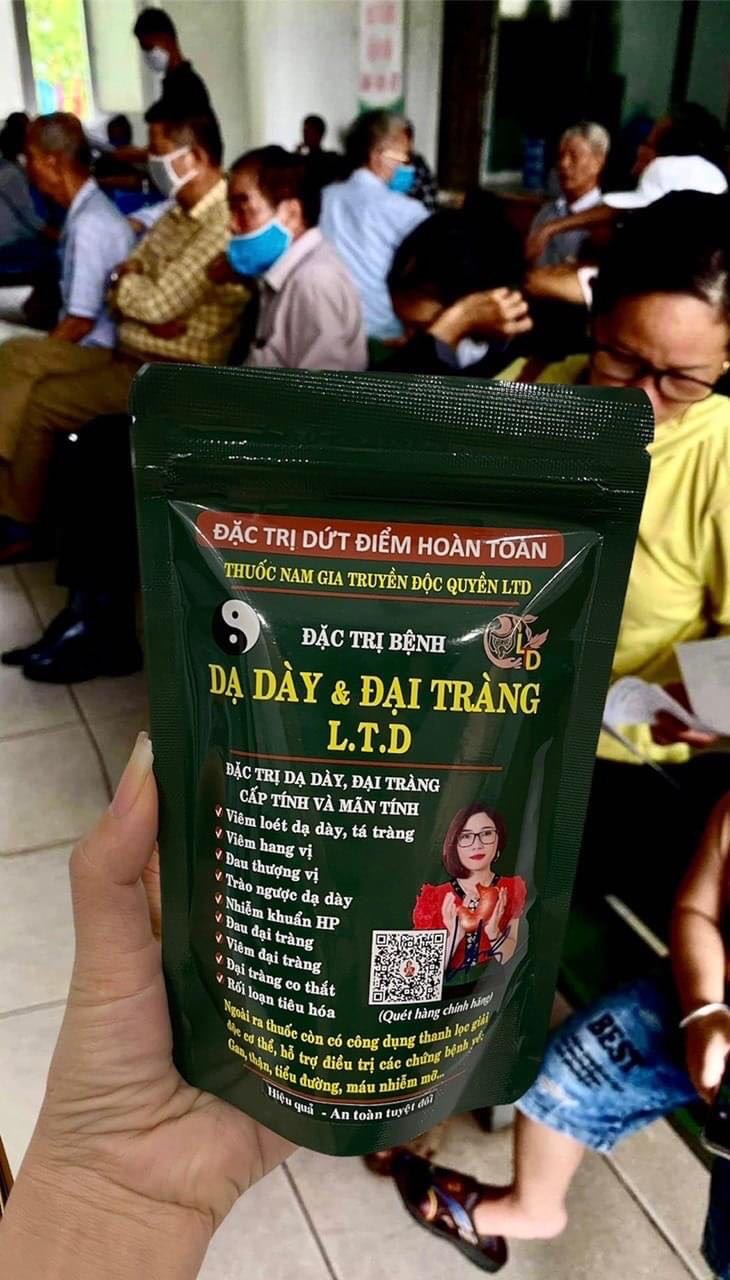 ĐẶC TRỊ DỨT ĐIỂM HOÀN TOÀN
THUỐC NAM GIA TRUYỀN ĐỘC QUYỀN LTD
ĐẶC TRỊ BỆNH
LD
DẠ DÀY & ĐẠI TRÀNG
L.T.D
ĐẶC TRỊ DẠ DÀY, ĐẠI TRÀNG
CẤP TÍNH VÀ MÃN TÍNH
Viêm loét dạ dày, tá tràng
Viêm hang vị
Đau thượng vị
Trào ngược dạ dày
Nhiễm khuẩn HP
Đau đại tràng
Viêm đại tràng
Đại tràng co thắt
Rối loạn tiêu hóa
(Quét hàng chính hãng)
Ngoài ra thuốc còn có công dụng thanh lọc giải
độc cơ thể, hỗ trợ điều trị các chứng bệnh về:
Gan, thận, tiểu đường, máu nhiễm mỡ...
Hiệu quả - An toàn tuyệt đối
BEST